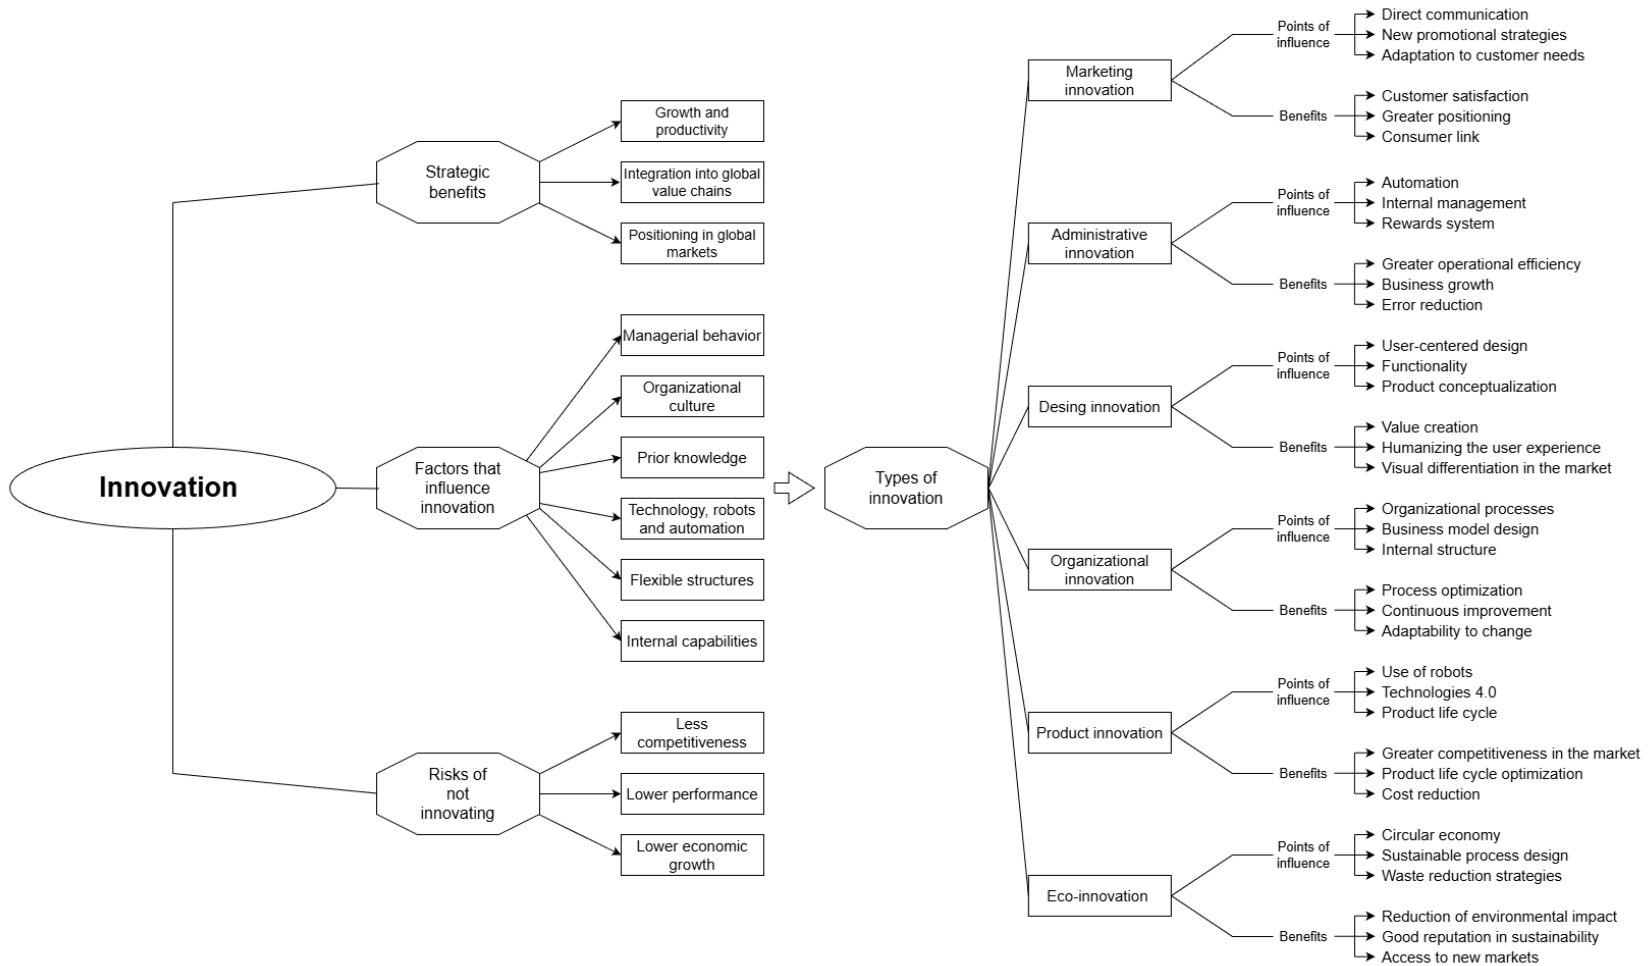 Innovation
Strategic
benefits
Growth and
productivity
Integration into global
value chains
Positioning in global
markets
Factors that
influence
innovation
Managerial behavior
Organizational
culture
Prior knowledge
Technology, robots
and automation
Flexible structures
Internal capabilities
Risks of
not
innovating
Less
competitiveness
Lower performance
Lower economic
growth
Types of
innovation
Marketing
innovation
Points of
influence
Direct communication
New promotional strategies
Adaptation to customer needs
Benefits
Customer satisfaction
Greater positioning
Consumer link
Administrative
innovation
Points of
influence
Automation
Internal management
Rewards system
Benefits
Greater operational efficiency
Business growth
Error reduction
Desing innovation
Points of
influence
User-centered design
Functionality
Product conceptualization
Benefits
Value creation
Humanizing the user experience
Visual differentiation in the market
Organizational
innovation
Points of
influence
Organizational processes
Business model design
Internal structure
Benefits
Process optimization
Continuous improvement
Adaptability to change
Product innovation
Points of
influence
Use of robots
Technologies 4.0
Product life cycle
Benefits
Greater competitiveness in the market
Product life cycle optimization
Cost reduction
Eco-innovation
Points of
influence
Circular economy
Sustainable process design
Waste reduction strategies
Benefits
Reduction of environmental impact
Good reputation in sustainability
Access to new markets